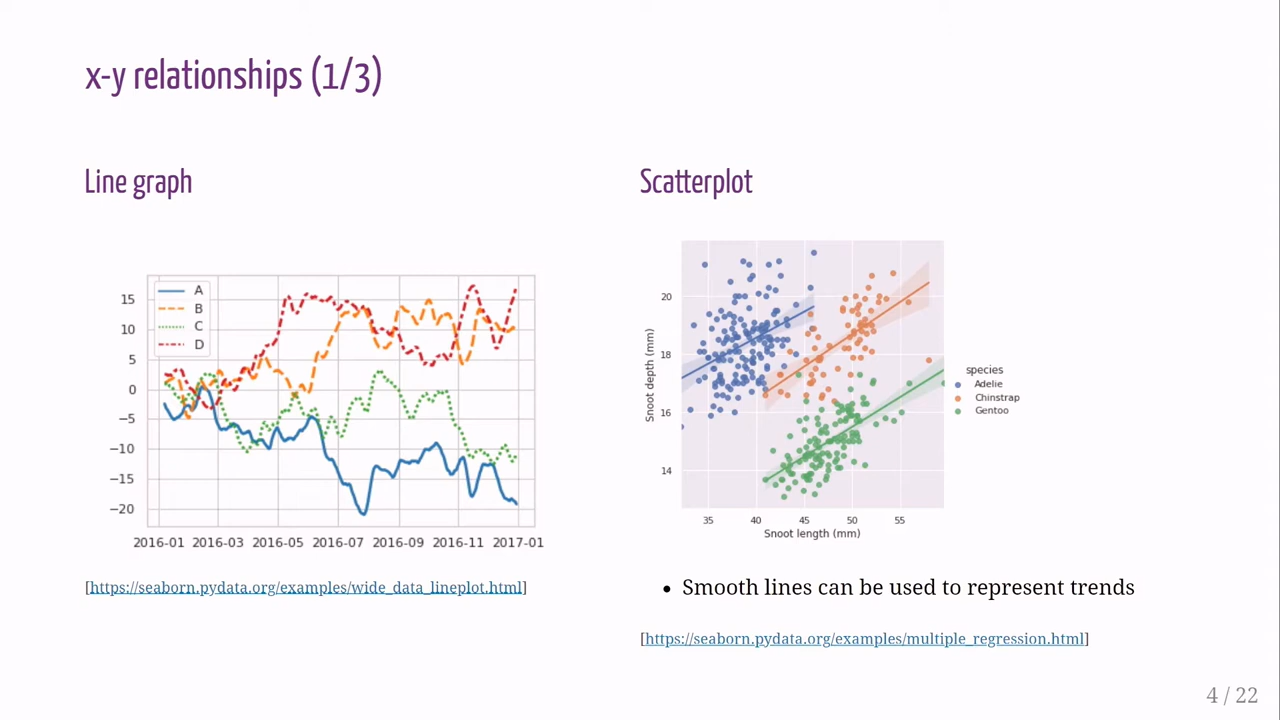 x-y relationships (1/3)
Line graph
A
B
C
D
15
10
5
0
−5
−10
−15
−20
2016-01 2016-03 2016-05 2016-07 2016-09 2016-11 2017-01
[https://seaborn.pydata.org/examples/wide_data_lineplot.html]
Scatterplot
Snoot depth (mm)
20
18
16
14
35 40 45 50 55
Snoot length (mm)
species
Adelie
Chinstrap
Gentoo
• Smooth lines can be used to represent trends
[https://seaborn.pydata.org/examples/multiple_regression.html]
4 / 22